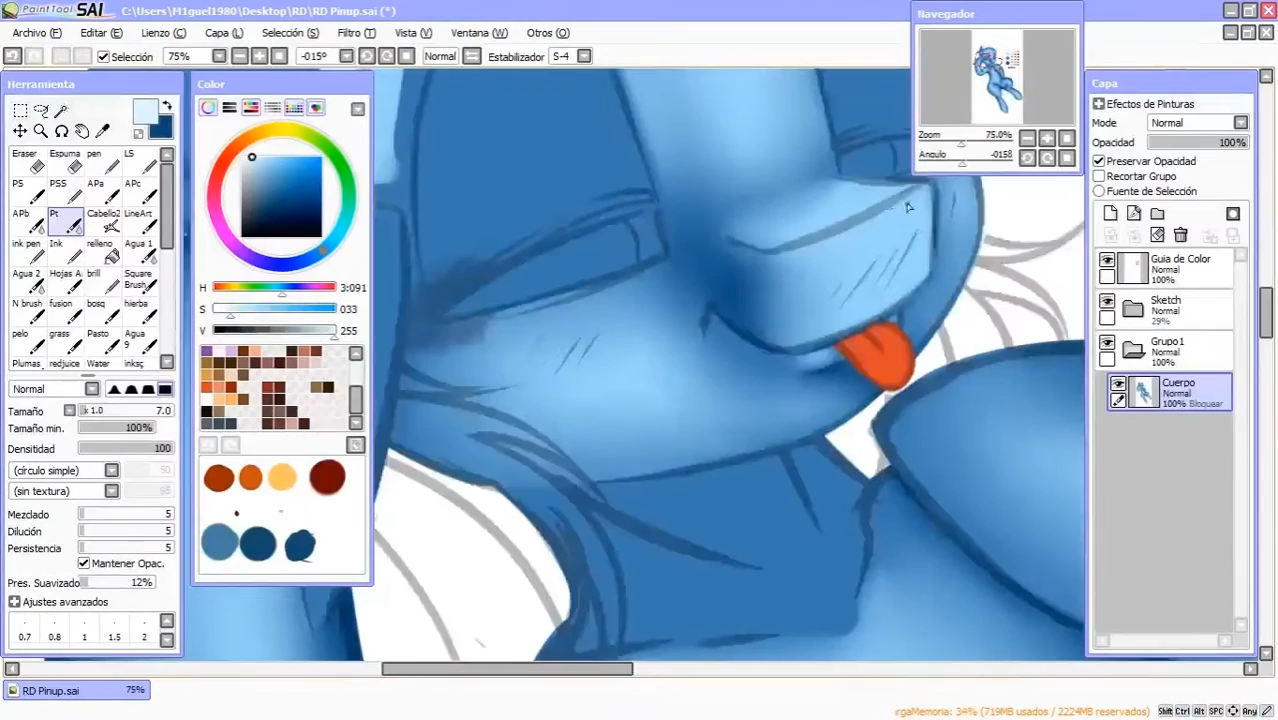 PaintTool SAI C:\Users\M1guel1980\Desktop\RD\RD Pinup.sai (*)
Archivo (F) Editar (E) Lienzo (C) Capa (L) Selección (S) Filtro (T) Vista (V) Ventana (W) Otros (O)
Selección 75% -015º Normal Estabilizador S-4
Navegador
Zoom 75.0%
Angulo -0158
Herramienta
Eraser Espuma pen LS
PS PSS APa APc
APb Pt Cabello2 LineArt
ink pen Ink relleno Agua 1
Agua 2 Hojas A brill Square Brush
N brush fusion bosq hierba
pelo grass Pasto Agua 9
Plumas redjuice Water
Normal
Tamaño x 1.0 7.0
Tamaño min. 100%
Densitidad 100
(círculo simple) 50
(sin textura) 95
Mezclado 5
Dilución 5
Persistencia 5
Mantener Opac.
Pres. Suavizado 12%
Ajustes avanzados
0.7 0.8 1 1.5 2
Color
H 3:091
S 033
V 255
Capa
Efectos de Pinturas
Mode Normal
Opacidad 100%
Preservar Opacidad
Recortar Grupo
Fuente de Selección
Guia de Color
Normal
100%
Sketch
Normal
29%
Grupo1
Normal
100%
Cuerpo
Normal
100% Bloquear
RD Pinup.sai 75%
rgaMemoria: 34% (719MB usados / 2224MB reservados)
Shift Ctrl Alt SPC Any